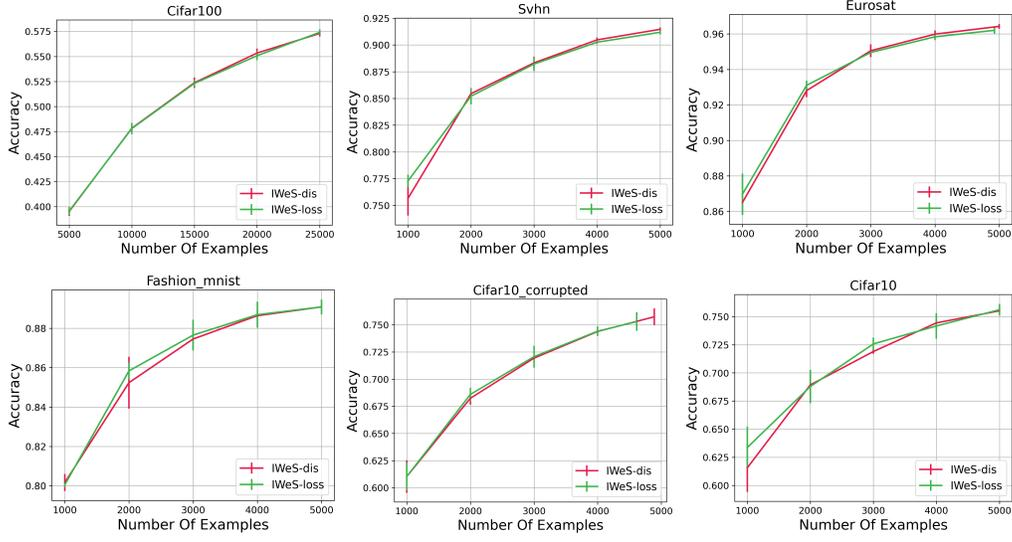 Cifar100
Accuracy
0.575
0.550
0.525
0.500
0.475
0.450
0.425
0.400
5000 10000 15000 20000 25000
Number Of Examples
IWeS-dis
IWeS-loss
Svhn
Accuracy
0.925
0.900
0.875
0.850
0.825
0.800
0.775
0.750
1000 2000 3000 4000 5000
Number Of Examples
IWeS-dis
IWeS-loss
Eurosat
Accuracy
0.96
0.94
0.92
0.90
0.88
0.86
1000 2000 3000 4000 5000
Number Of Examples
IWeS-dis
IWeS-loss
Fashion_mnist
Accuracy
0.88
0.86
0.84
0.82
0.80
1000 2000 3000 4000 5000
Number Of Examples
IWeS-dis
IWeS-loss
Cifar10_corrupted
Accuracy
0.750
0.725
0.700
0.675
0.650
0.625
0.600
1000 2000 3000 4000 5000
Number Of Examples
IWeS-dis
IWeS-loss
Cifar10
Accuracy
0.750
0.725
0.700
0.675
0.650
0.625
0.600
1000 2000 3000 4000 5000
Number Of Examples
IWeS-dis
IWeS-loss